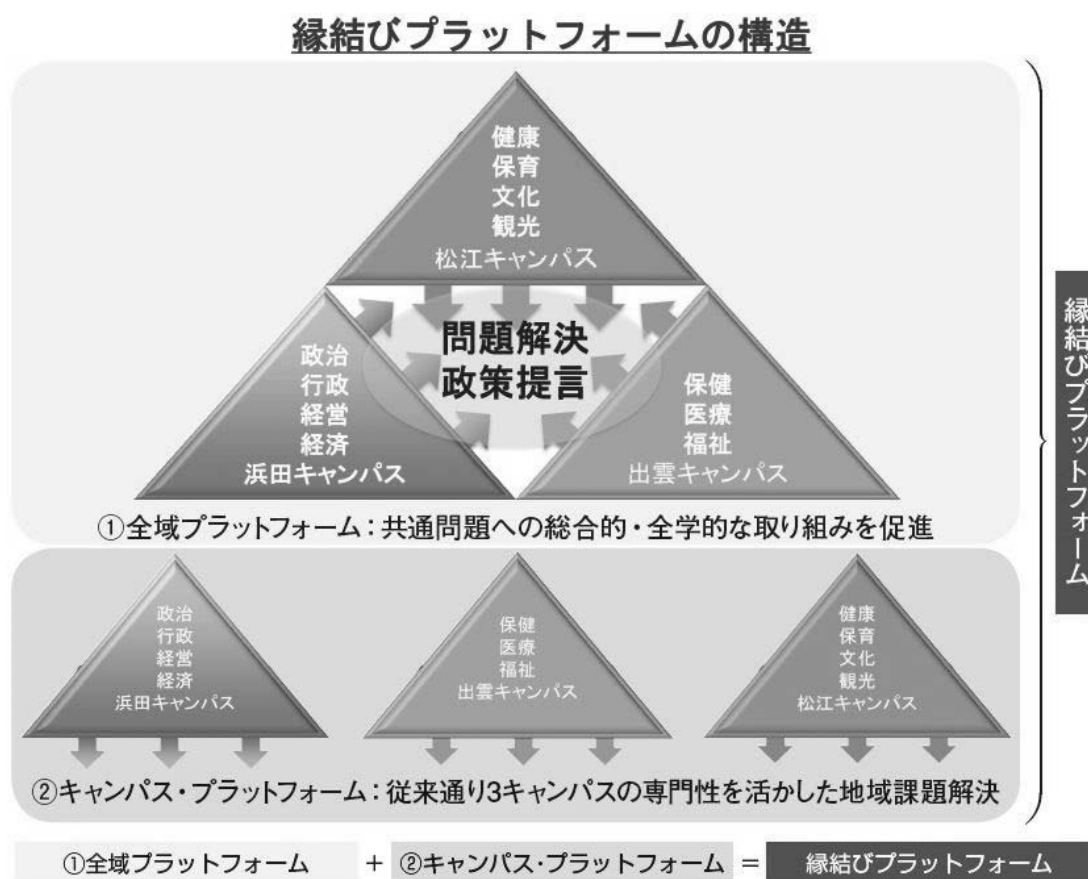 縁結びプラットフォームの構造
健康
保育
文化
観光
松江キャンパス
問題解決
政策提言
政治
行政
経営
経済
浜田キャンパス
保健
医療
福祉
出雲キャンパス
①全域プラットフォーム：共通問題への総合的・全学的な取り組みを促進
政治
行政
経営
経済
浜田キャンパス
保健
医療
福祉
出雲キャンパス
健康
保育
文化
観光
松江キャンパス
②キャンパス・プラットフォーム：従来通り3キャンパスの専門性を活かした地域課題解決
縁結びプラットフォーム
①全域プラットフォーム + ②キャンパス・プラットフォーム = 縁結びプラットフォーム